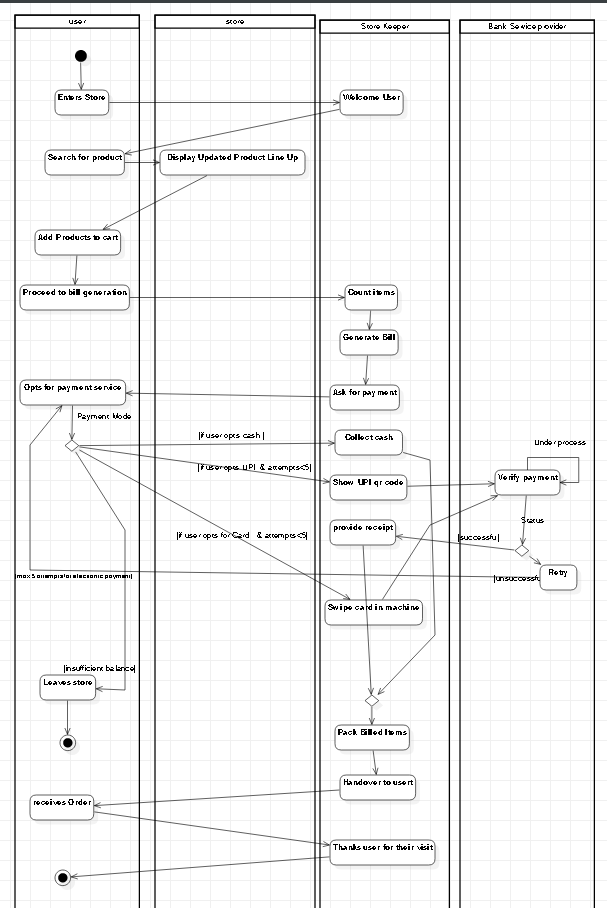 user
store
Store Keeper
Bank Service provider
Enters Store
Welcome User
Search for product
Display Updated Product Line Up
Add Products to cart
Proceed to bill generation
Count items
Generate Bill
Opts for payment service
Ask for payment
Payment Mode
[if user opts cash ]
Collect cash
Under process
[if user opts UPI & attempts<5]
Show UPI qr code
Verify payment
Status
provide receipt
[if user opts for Card & attempts<5]
[successful]
Retry
[max 5 attempts for electronic payment]
[unsuccessfu
Swipe card in machine
[insufficient balance]
Leaves store
Pack Billed Items
Handover to usert
receives Order
Thanks user for their visit